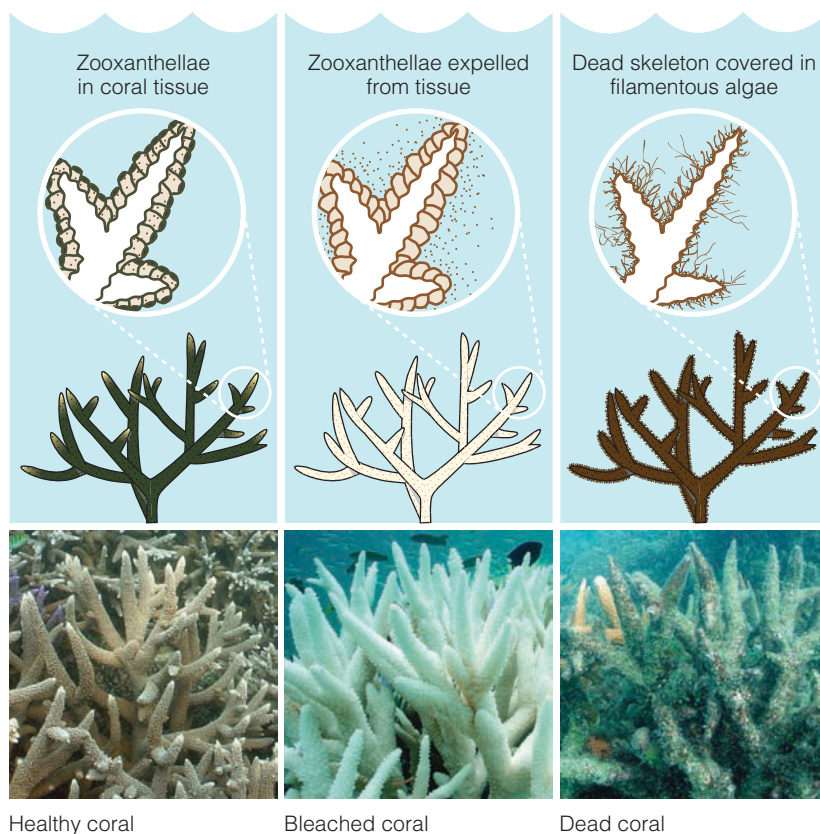 Zooxanthellae
in coral tissue
Zooxanthellae expelled
from tissue
Dead skeleton covered in
filamentous algae
Healthy coral
Bleached coral
Dead coral